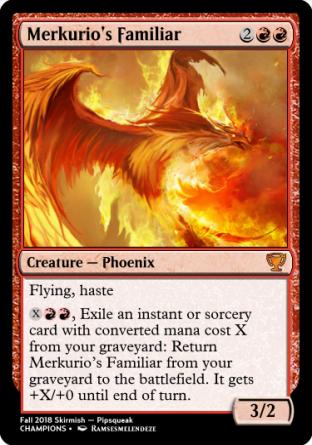 Merkurio's Familiar 2RR
Creature — Phoenix
Flying, haste
XRR, Exile an instant or sorcery
card with converted mana cost X
from your graveyard: Return
Merkurio's Familiar from your
graveyard to the battlefield. It gets
+X/+0 until end of turn.
3/2
Fall 2018 Skirmish — Pipsqueak
CHAMPIONS • RAMSESMELENDEZE